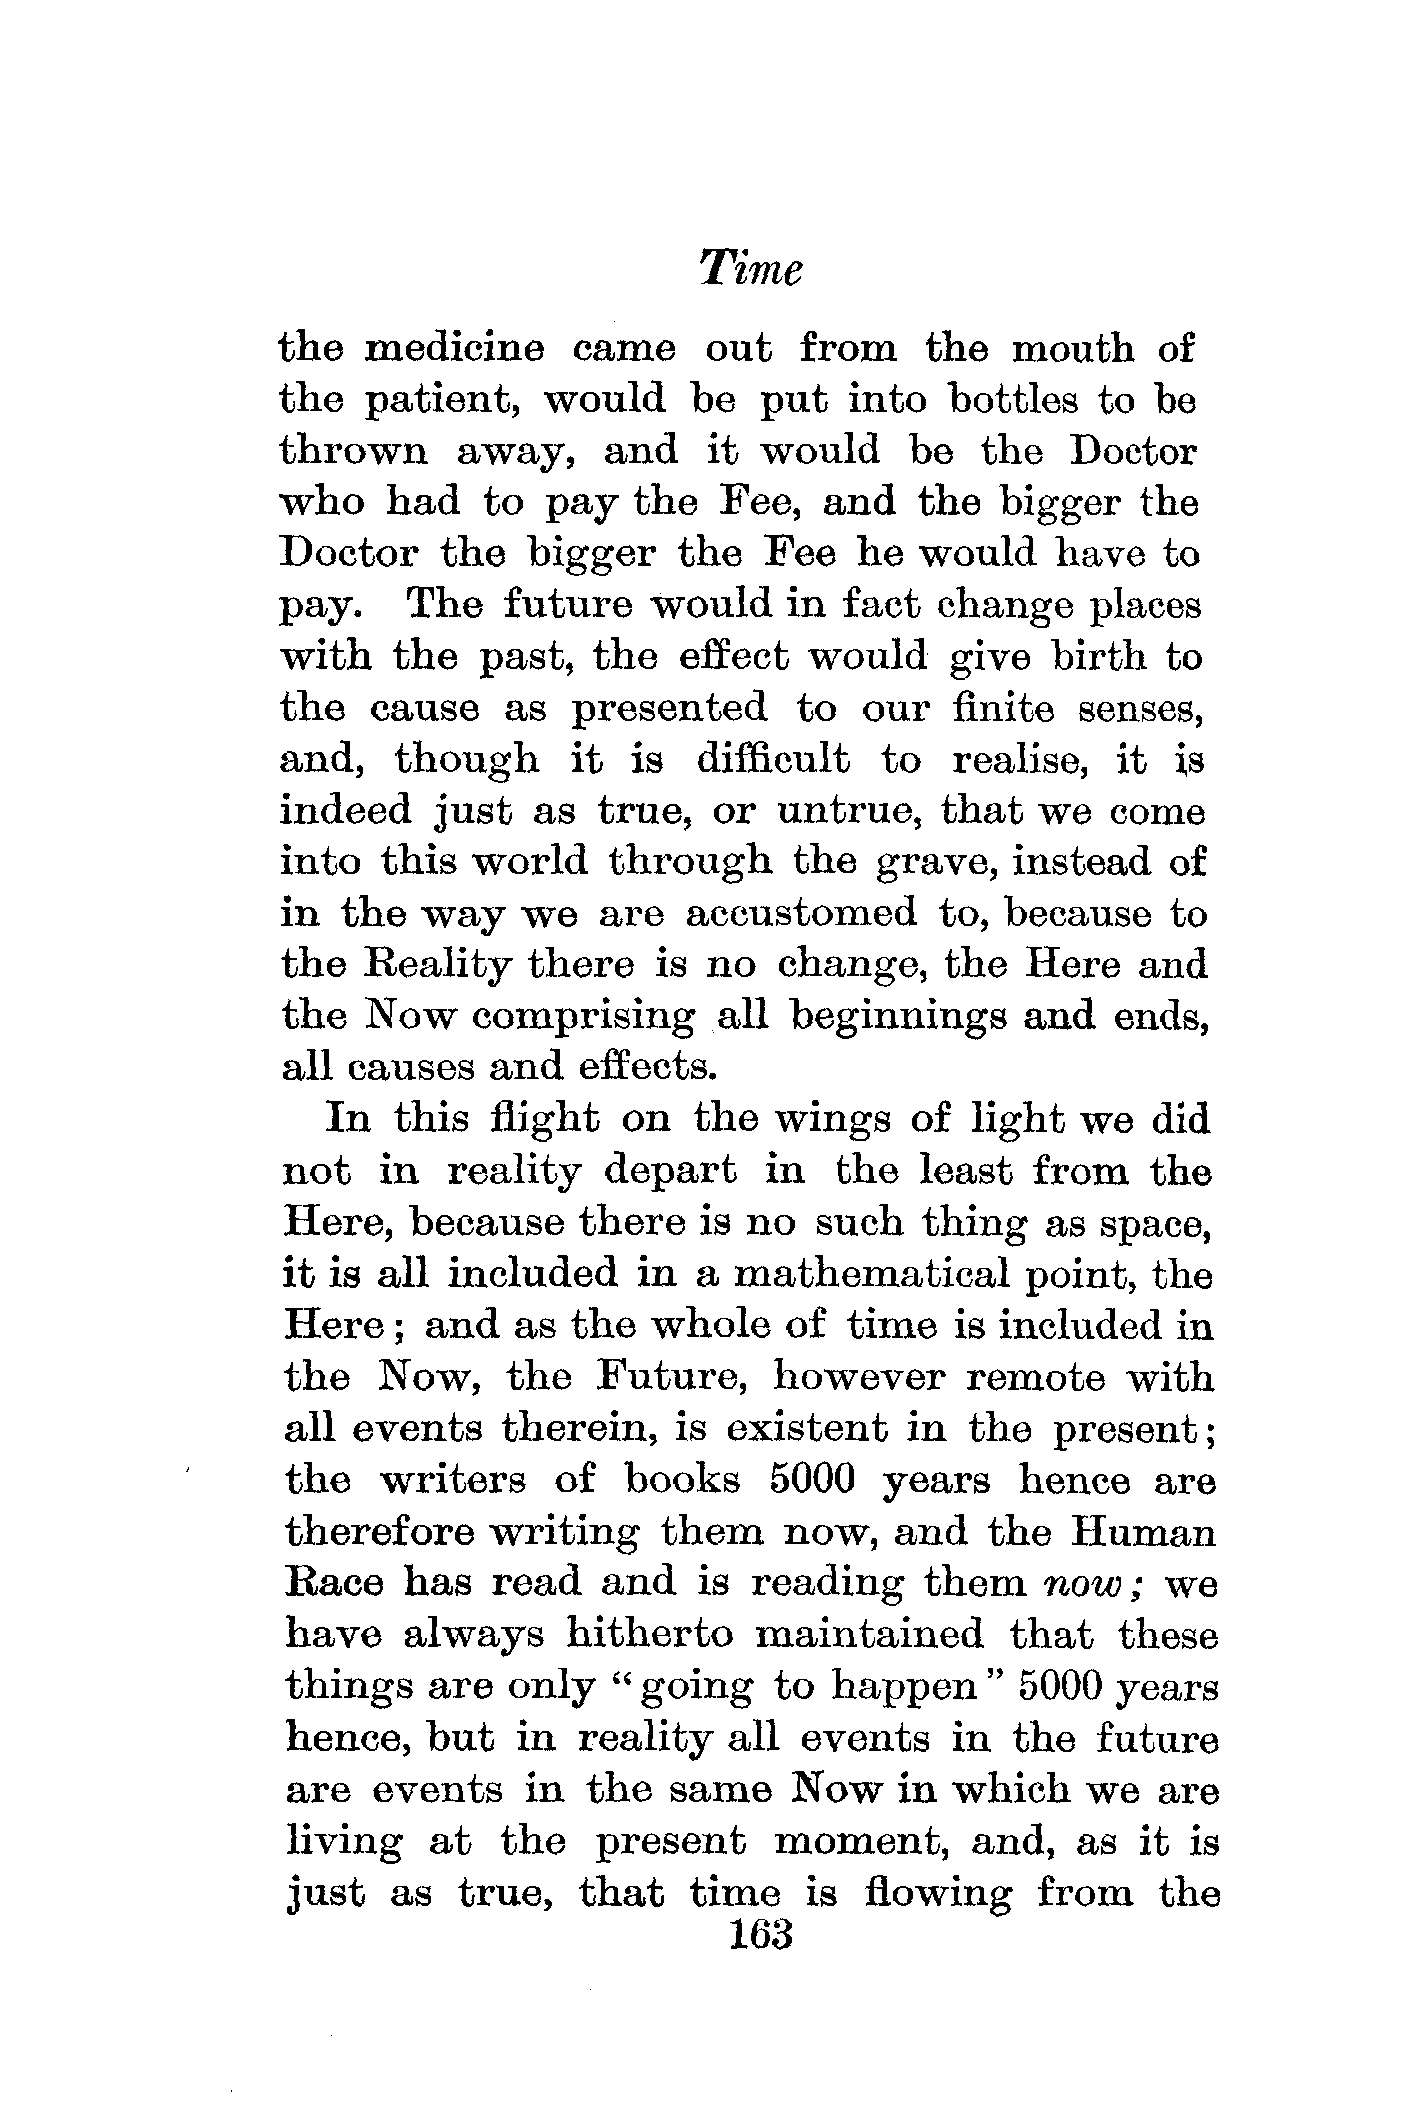 Time
the medicine came out from the mouth of
the patient, would be put into bottles to be
thrown away, and it would be the Doctor
who had to pay the Fee, and the bigger the
Doctor the bigger the Fee he would have to
pay. The future would in fact change places
with the past, the effect would give birth to
the cause as presented to our finite senses,
and, though it is difficult to realise, it is
indeed just as true, or untrue, that we come
into this world through the grave, instead of
in the way we are accustomed to, because to
the Reality there is no change, the Here and
the Now comprising all beginnings and ends,
all causes and effects.
In this flight on the wings of light we did
not in reality depart in the least from the
Here, because there is no such thing as space,
it is all included in a mathematical point, the
Here; and as the whole of time is included in
the Now, the Future, however remote with
all events therein, is existent in the present;
the writers of books 5000 years hence are
therefore writing them now, and the Human
Race has read and is reading them now; we
have always hitherto maintained that these
things are only "going to happen" 5000 years
hence, but in reality all events in the future
are events in the same Now in which we are
living at the present moment, and, as it is
just as true, that time is flowing from the
163